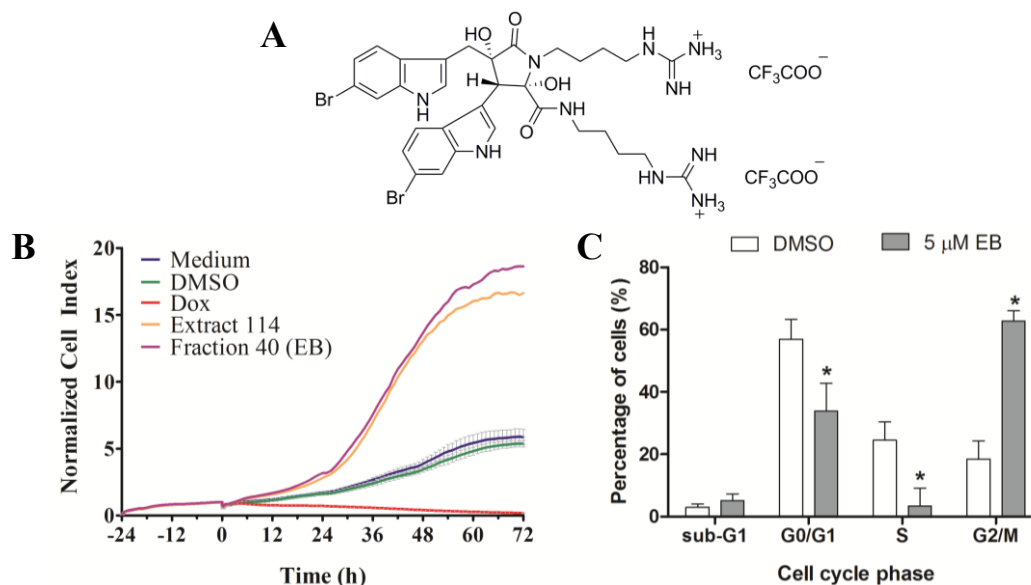 A
HO
O
N
N
H
NH3
+
NH
CF3COO−
Br
N
H
H
OH
O
H
N
Br
NH
HN
NH
NH3
+
CF3COO−
B
Normalized Cell Index
20
15
10
5
0
Medium
DMSO
Dox
Extract 114
Fraction 40 (EB)
-24 -12 0 12 24 36 48 60 72
Time (h)
C
DMSO 5 μM EB
Percentage of cells (%)
80
60
40
20
0
* * *
sub-G1 G0/G1 S G2/M
Cell cycle phase